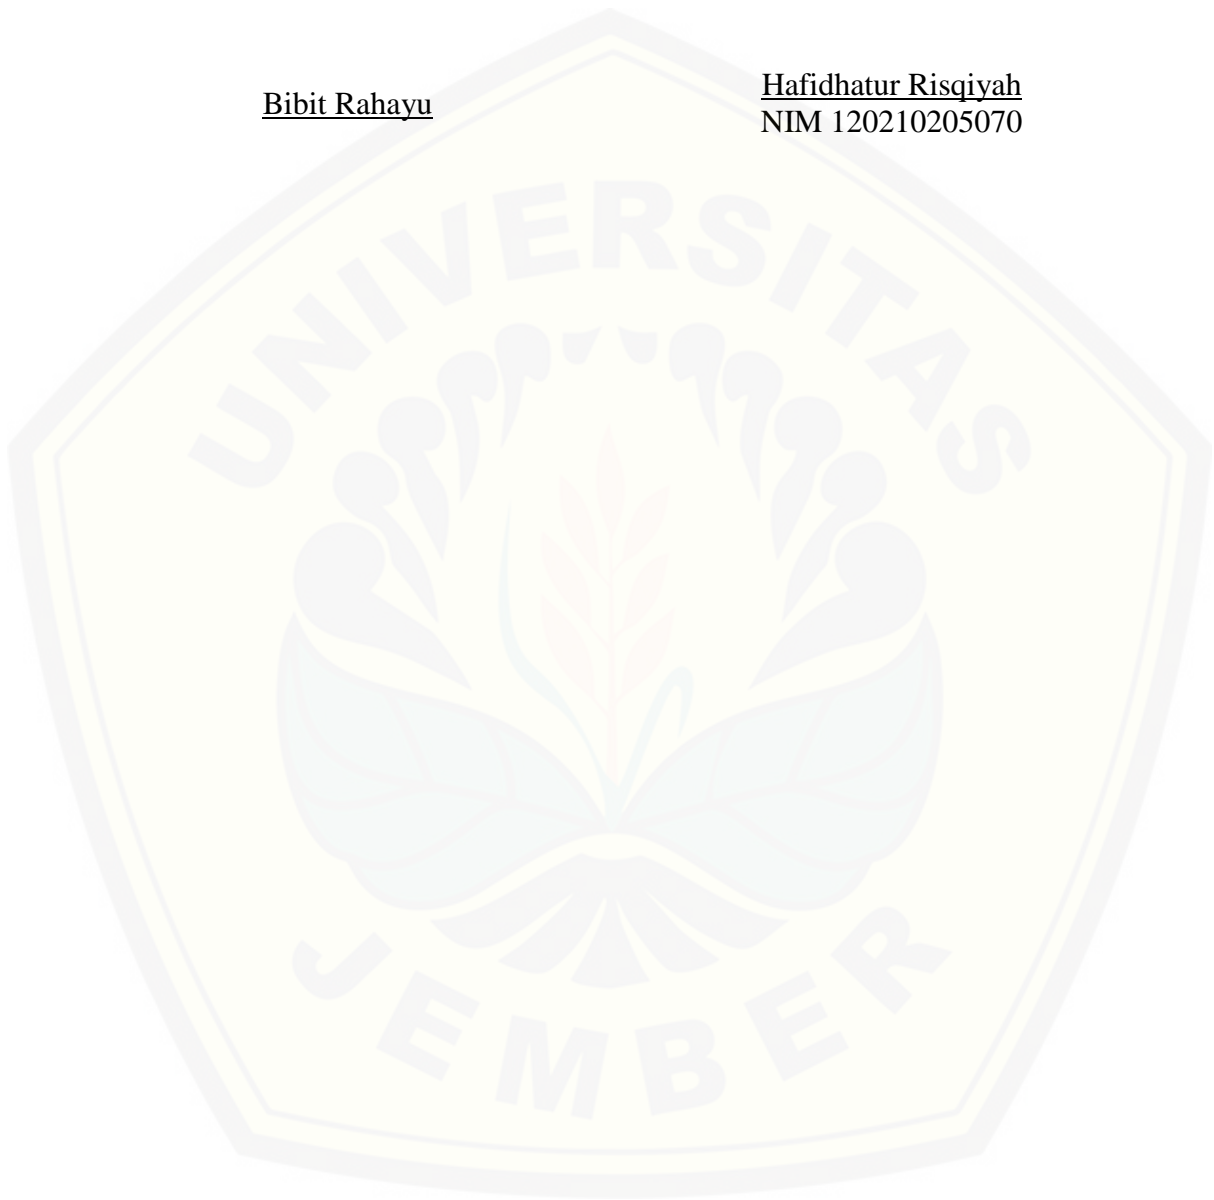 Bibit Rahayu
Hafidhatur Risqiyah
NIM 120210205070
UNIVERSITAS
JEMBER